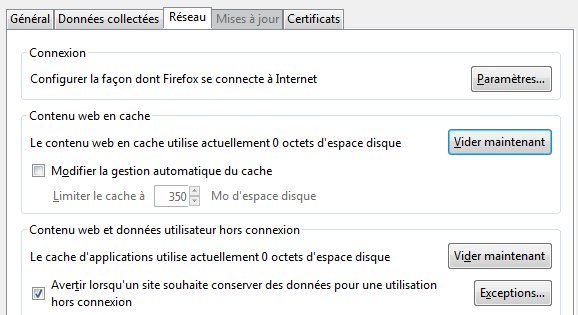 Général Données collectées Réseau Mises à jour Certificats
Connexion
Configurer la façon dont Firefox se connecte à Internet Paramètres...
Contenu web en cache
Le contenu web en cache utilise actuellement 0 octets d'espace disque Vider maintenant
Modifier la gestion automatique du cache
Limiter le cache à 350 Mo d'espace disque
Contenu web et données utilisateur hors connexion
Le cache d'applications utilise actuellement 0 octets d'espace disque Vider maintenant
Avertir lorsqu'un site souhaite conserver des données pour une utilisation
hors connexion Exceptions...